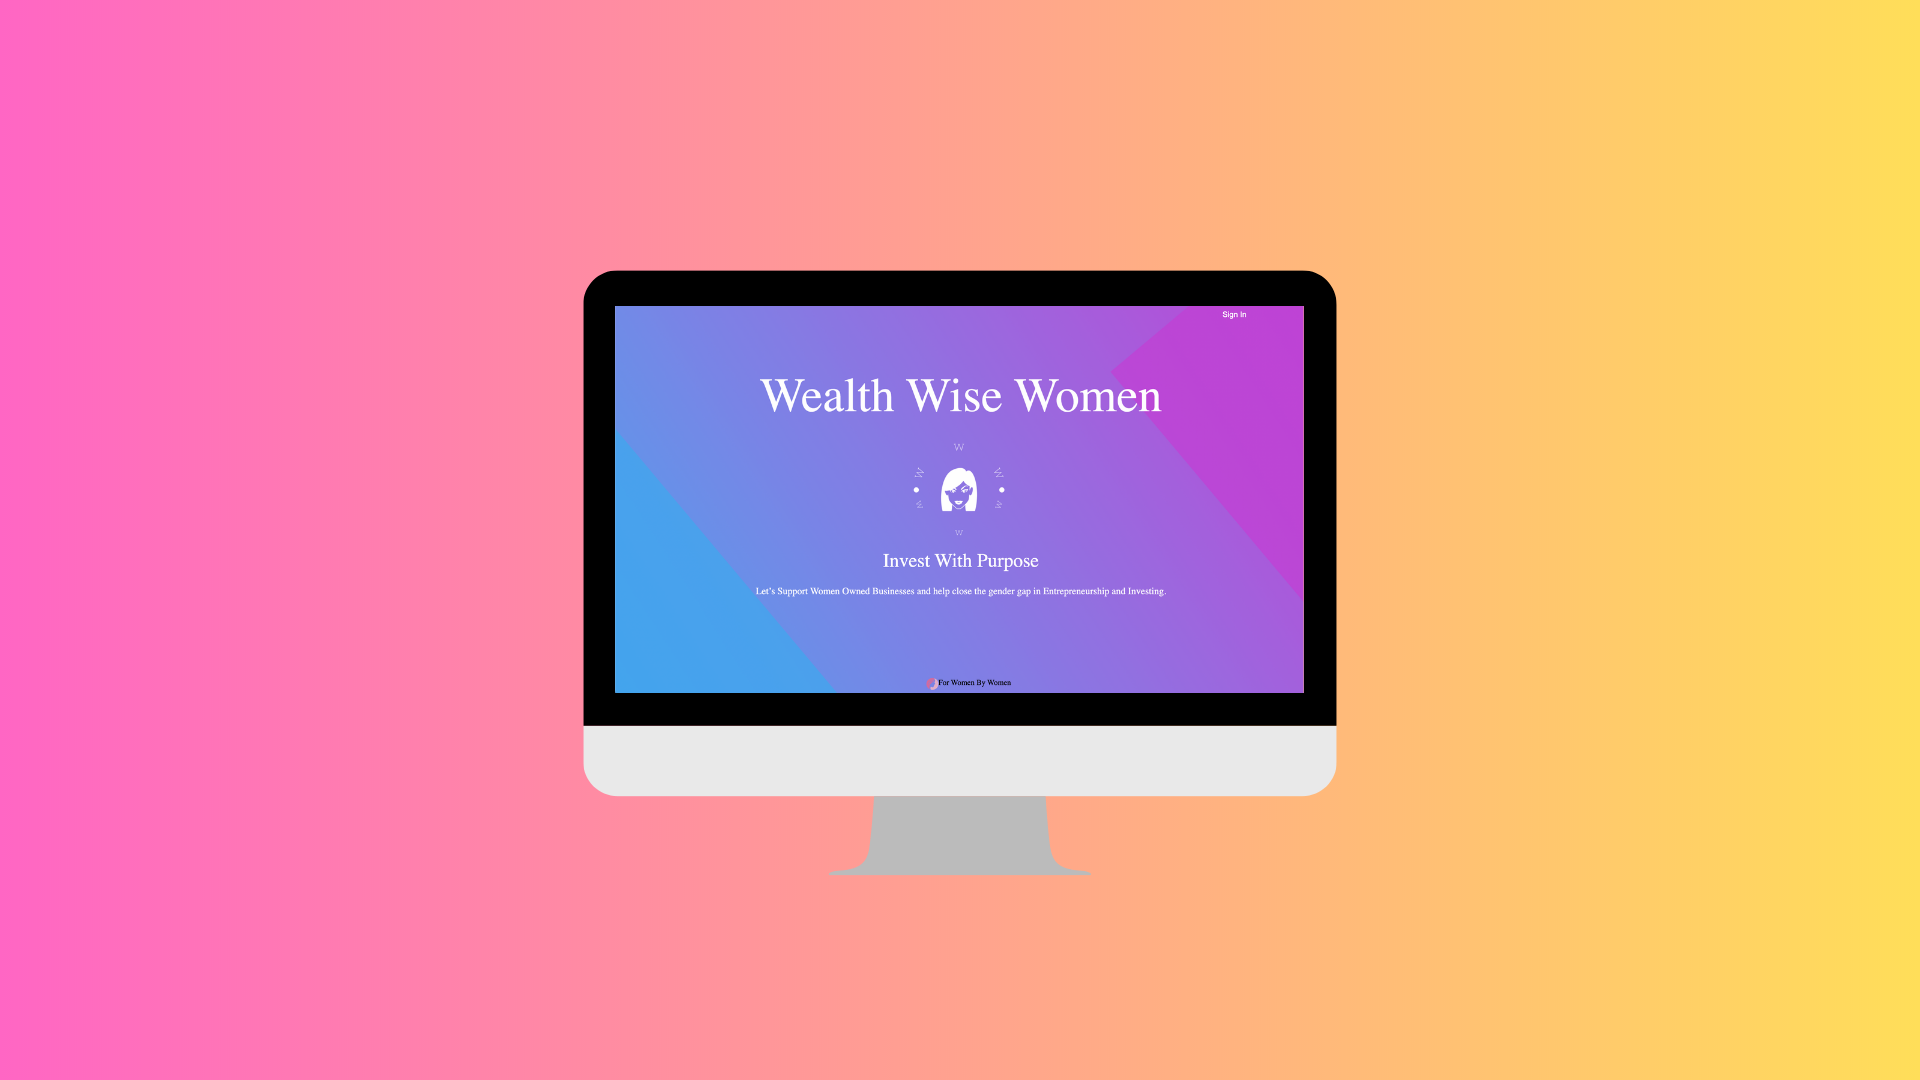 Sign In
Wealth Wise Women
W
W W
W W
W
Invest With Purpose
Let's Support Women Owned Businesses and help close the gender gap in Entrepreneurship and Investing.
For Women By Women